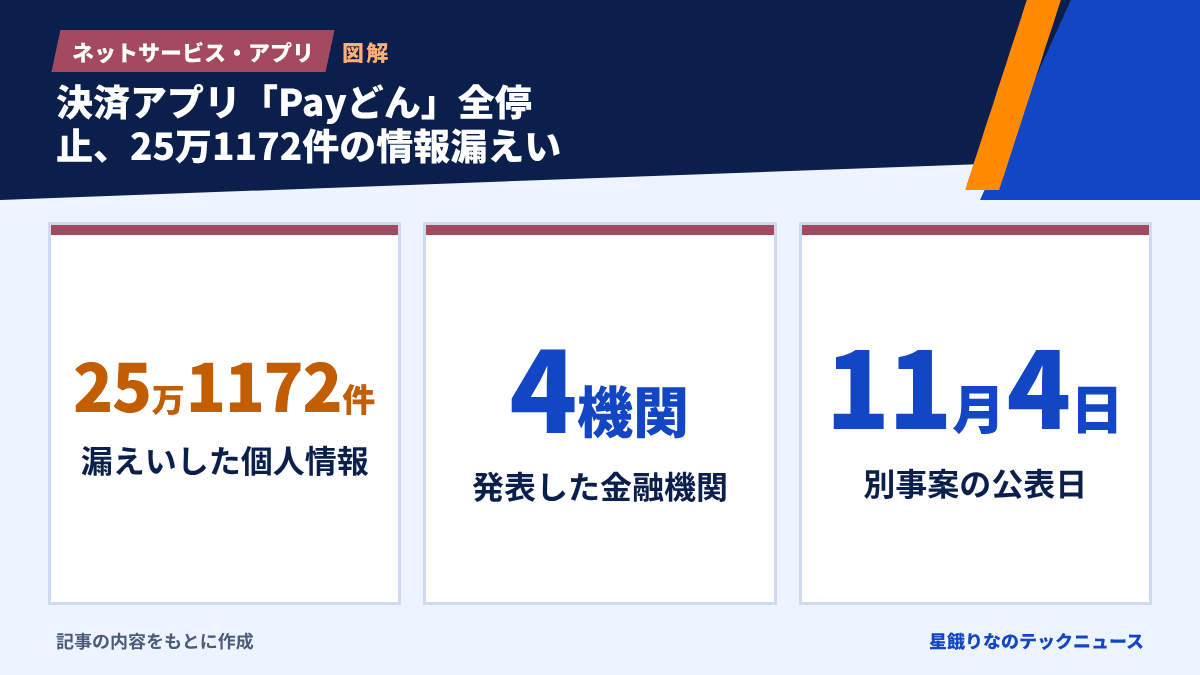 ネットサービス・アプリ 図解
決済アプリ「Payどん」全停
止、25万1172件の情報漏えい
25万1172件
漏えいした個人情報
4機関
発表した金融機関
11月4日
別事案の公表日
記事の内容をもとに作成
星餓りなのテックニュース